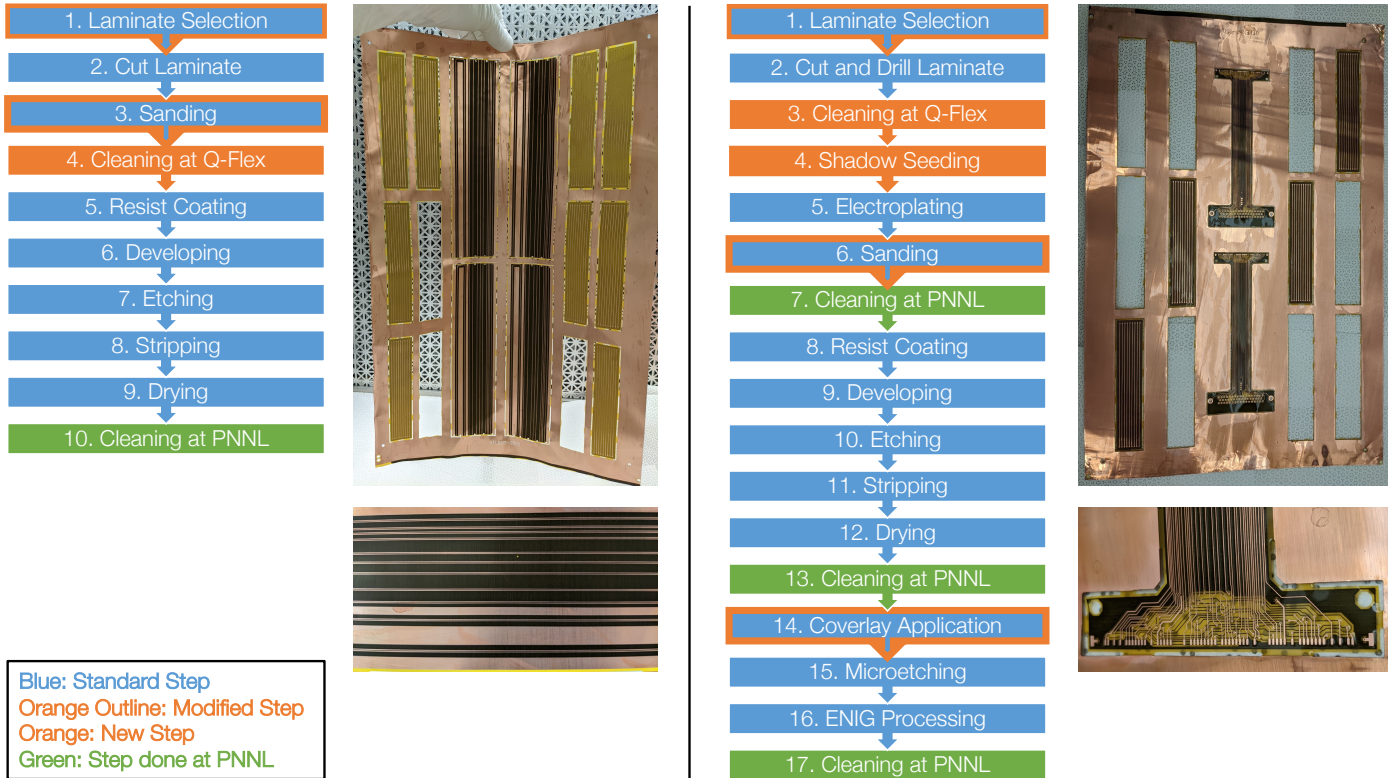 1. Laminate Selection
2. Cut Laminate
3. Sanding
4. Cleaning at Q-Flex
5. Resist Coating
6. Developing
7. Etching
8. Stripping
9. Drying
10. Cleaning at PNNL
Blue: Standard Step
Orange Outline: Modified Step
Orange: New Step
Green: Step done at PNNL
1. Laminate Selection
2. Cut and Drill Laminate
3. Cleaning at Q-Flex
4. Shadow Seeding
5. Electroplating
6. Sanding
7. Cleaning at PNNL
8. Resist Coating
9. Developing
10. Etching
11. Stripping
12. Drying
13. Cleaning at PNNL
14. Coverlay Application
15. Microetching
16. ENIG Processing
17. Cleaning at PNNL